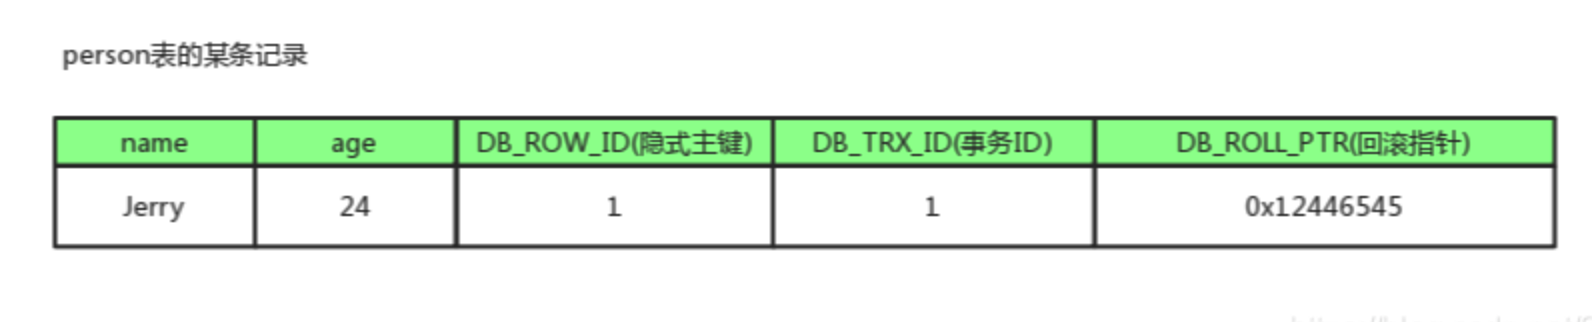 person表的某条记录
name age DB_ROW_ID(隐式主键) DB_TRX_ID(事务ID) DB_ROLL_PTR(回滚指针)
Jerry 24 1 1 0x12446545